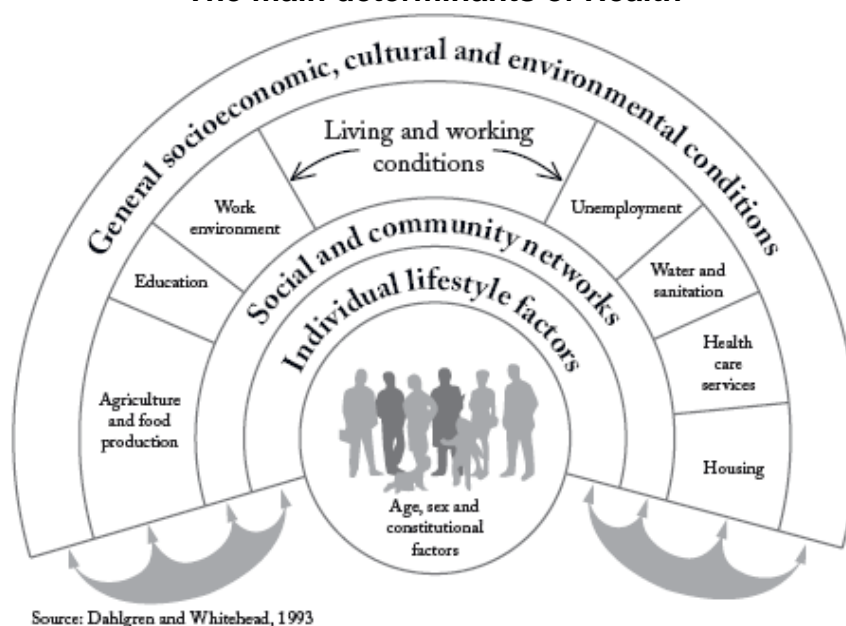 The main determinants of Health
General socioeconomic, cultural and environmental conditions
Living and working
conditions
Work
environment
Unemployment
Education
Water and
sanitation
Agriculture
and food
production
Health
care
services
Housing
Social and community networks
Individual lifestyle factors
Age, sex and
constitutional
factors
Source: Dahlgren and Whitehead, 1993